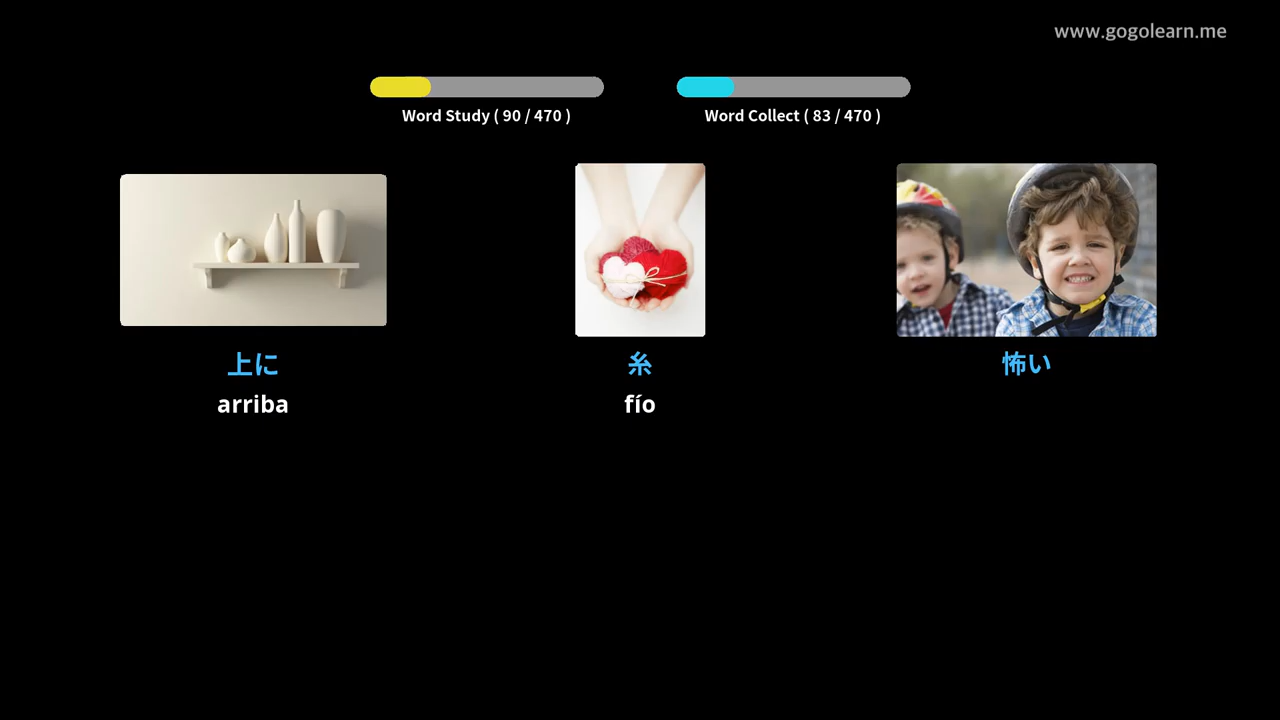 www.gogolearn.me
Word Study ( 90 / 470 )
Word Collect ( 83 / 470 )
上に
糸
怖い
arriba
fío